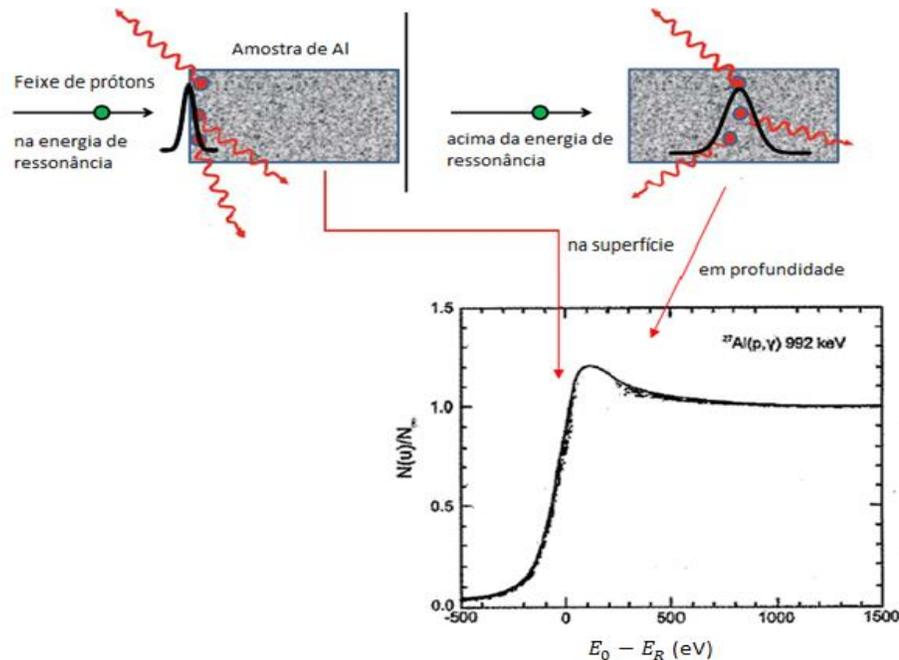 Amostra de Al
Feixe de prótons
na energia de
ressonância
acima da energia de
ressonância
na superfície
em profundidade
1.5
1.0
0.5
0.0
N(u)/N∞
²⁷Al(p,γ) 992 keV
-500
0
500
1000
1500
E₀ − E_R (eV)